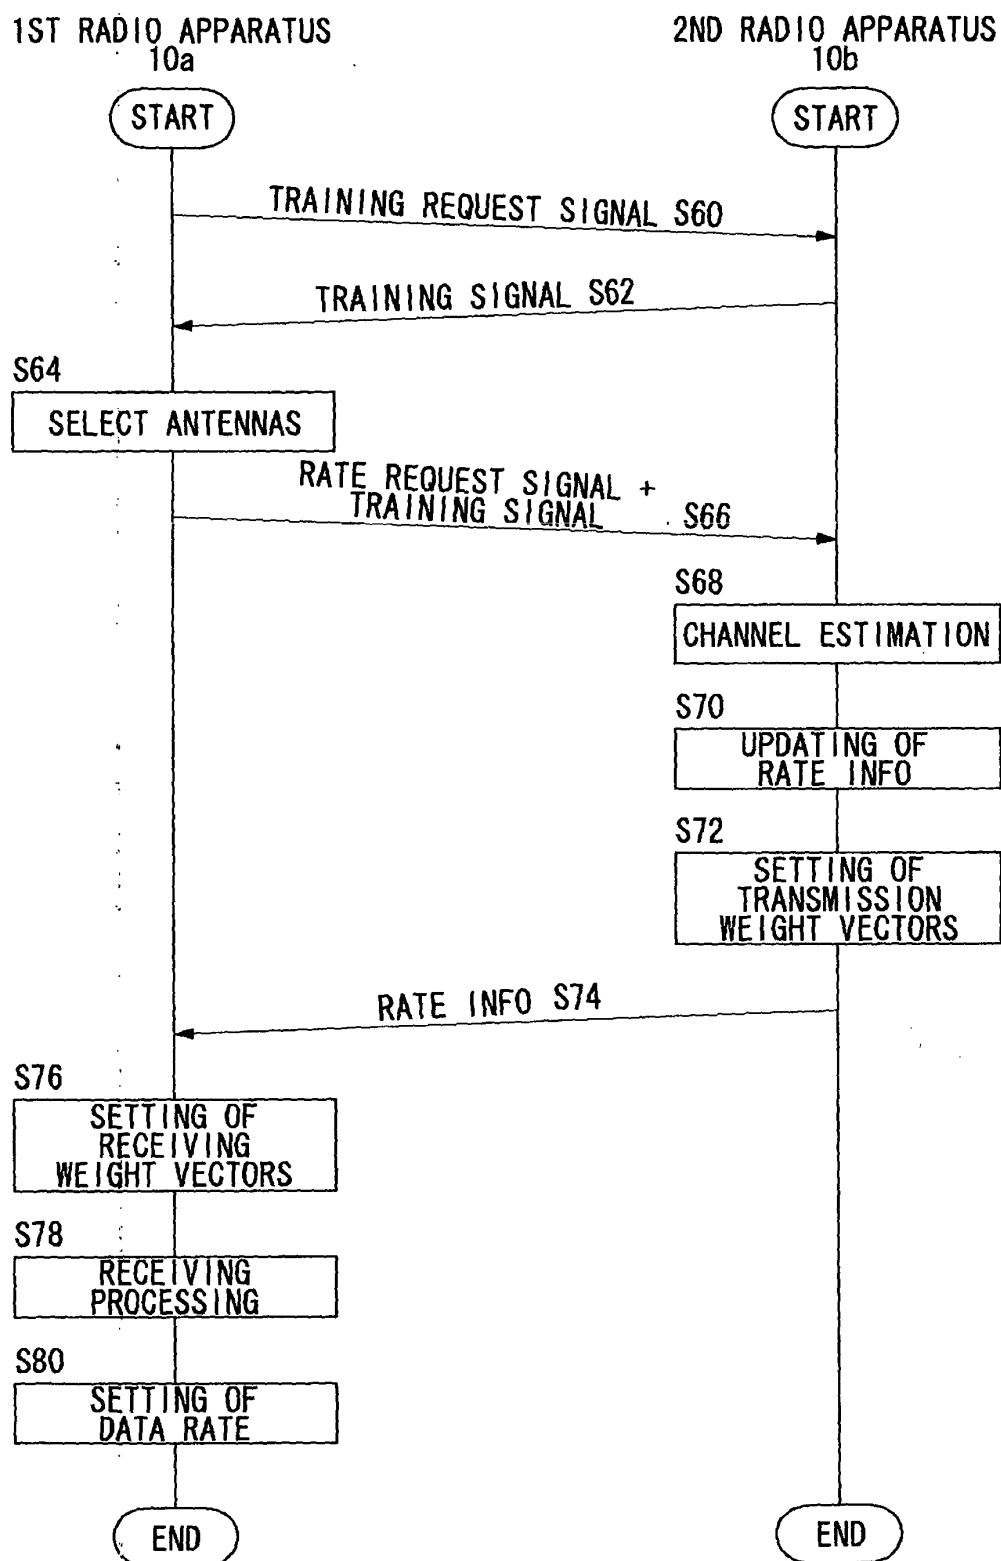 1ST RADIO APPARATUS
10a
2ND RADIO APPARATUS
10b
START
START
TRAINING REQUEST SIGNAL S60
TRAINING SIGNAL S62
S64
SELECT ANTENNAS
RATE REQUEST SIGNAL +
TRAINING SIGNAL S66
S68
CHANNEL ESTIMATION
S70
UPDATING OF
RATE INFO
S72
SETTING OF
TRANSMISSION
WEIGHT VECTORS
RATE INFO S74
S76
SETTING OF
RECEIVING
WEIGHT VECTORS
S78
RECEIVING
PROCESSING
S80
SETTING OF
DATA RATE
END
END